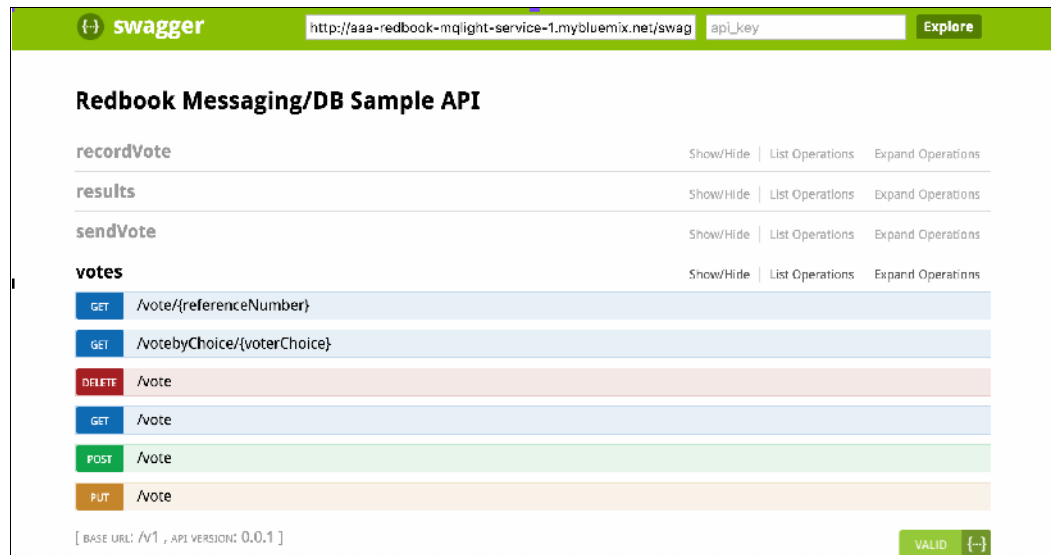 {··} swagger http://aaa-redbook-mqlight-service-1.mybluemix.net/swag api_key Explore
Redbook Messaging/DB Sample API
recordVote Show/Hide | List Operations Expand Operations
results Show/Hide | List Operations Expand Operations
sendVote Show/Hide | List Operations Expand Operations
votes Show/Hide | List Operations Expand Operations
GET /vote/{referenceNumber}
GET /votebyChoice/{voterChoice}
DELETE /vote
GET /vote
POST /vote
PUT /vote
[ BASE URL: /v1 , API VERSION: 0.0.1 ]
VALID {··}